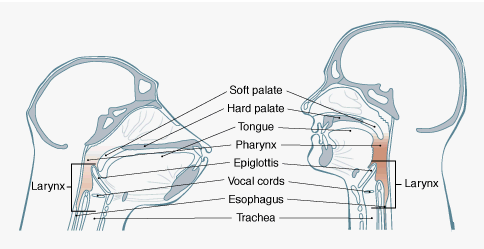 Soft palate
Hard palate
Tongue
Pharynx
Epiglottis
Larynx
Vocal cords
Larynx
Esophagus
Trachea